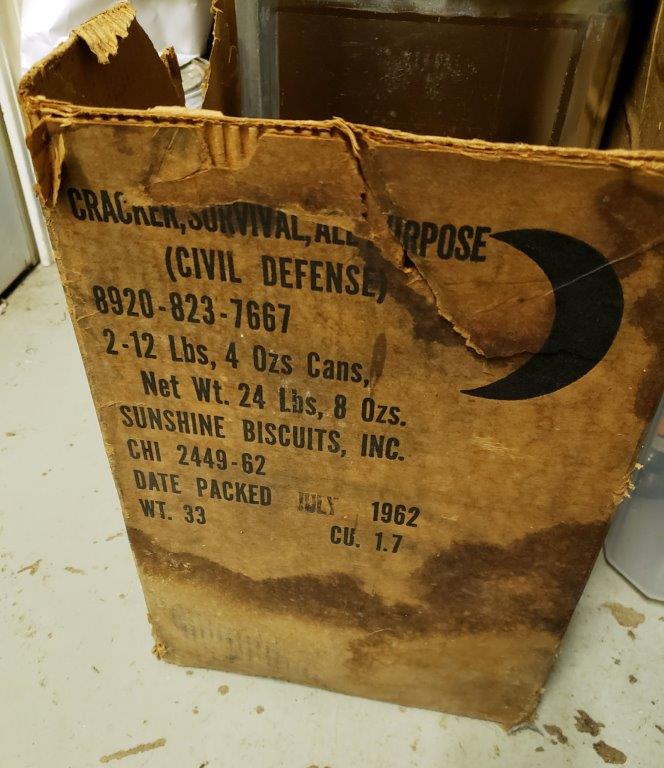 CRACKER, SURVIVAL, ALL PURPOSE
(CIVIL DEFENSE)
8920-823-7667
2-12 Lbs, 4 Ozs Cans,
Net Wt. 24 Lbs, 8 Ozs.
SUNSHINE BISCUITS, INC.
CHI 2449-62
DATE PACKED JULY 1962
WT. 33 CU. 1.7